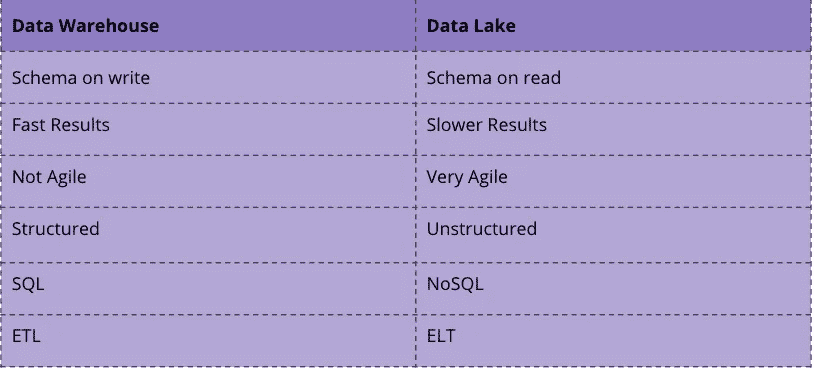 Data Warehouse Data Lake
Schema on write Schema on read
Fast Results Slower Results
Not Agile Very Agile
Structured Unstructured
SQL NoSQL
ETL ELT